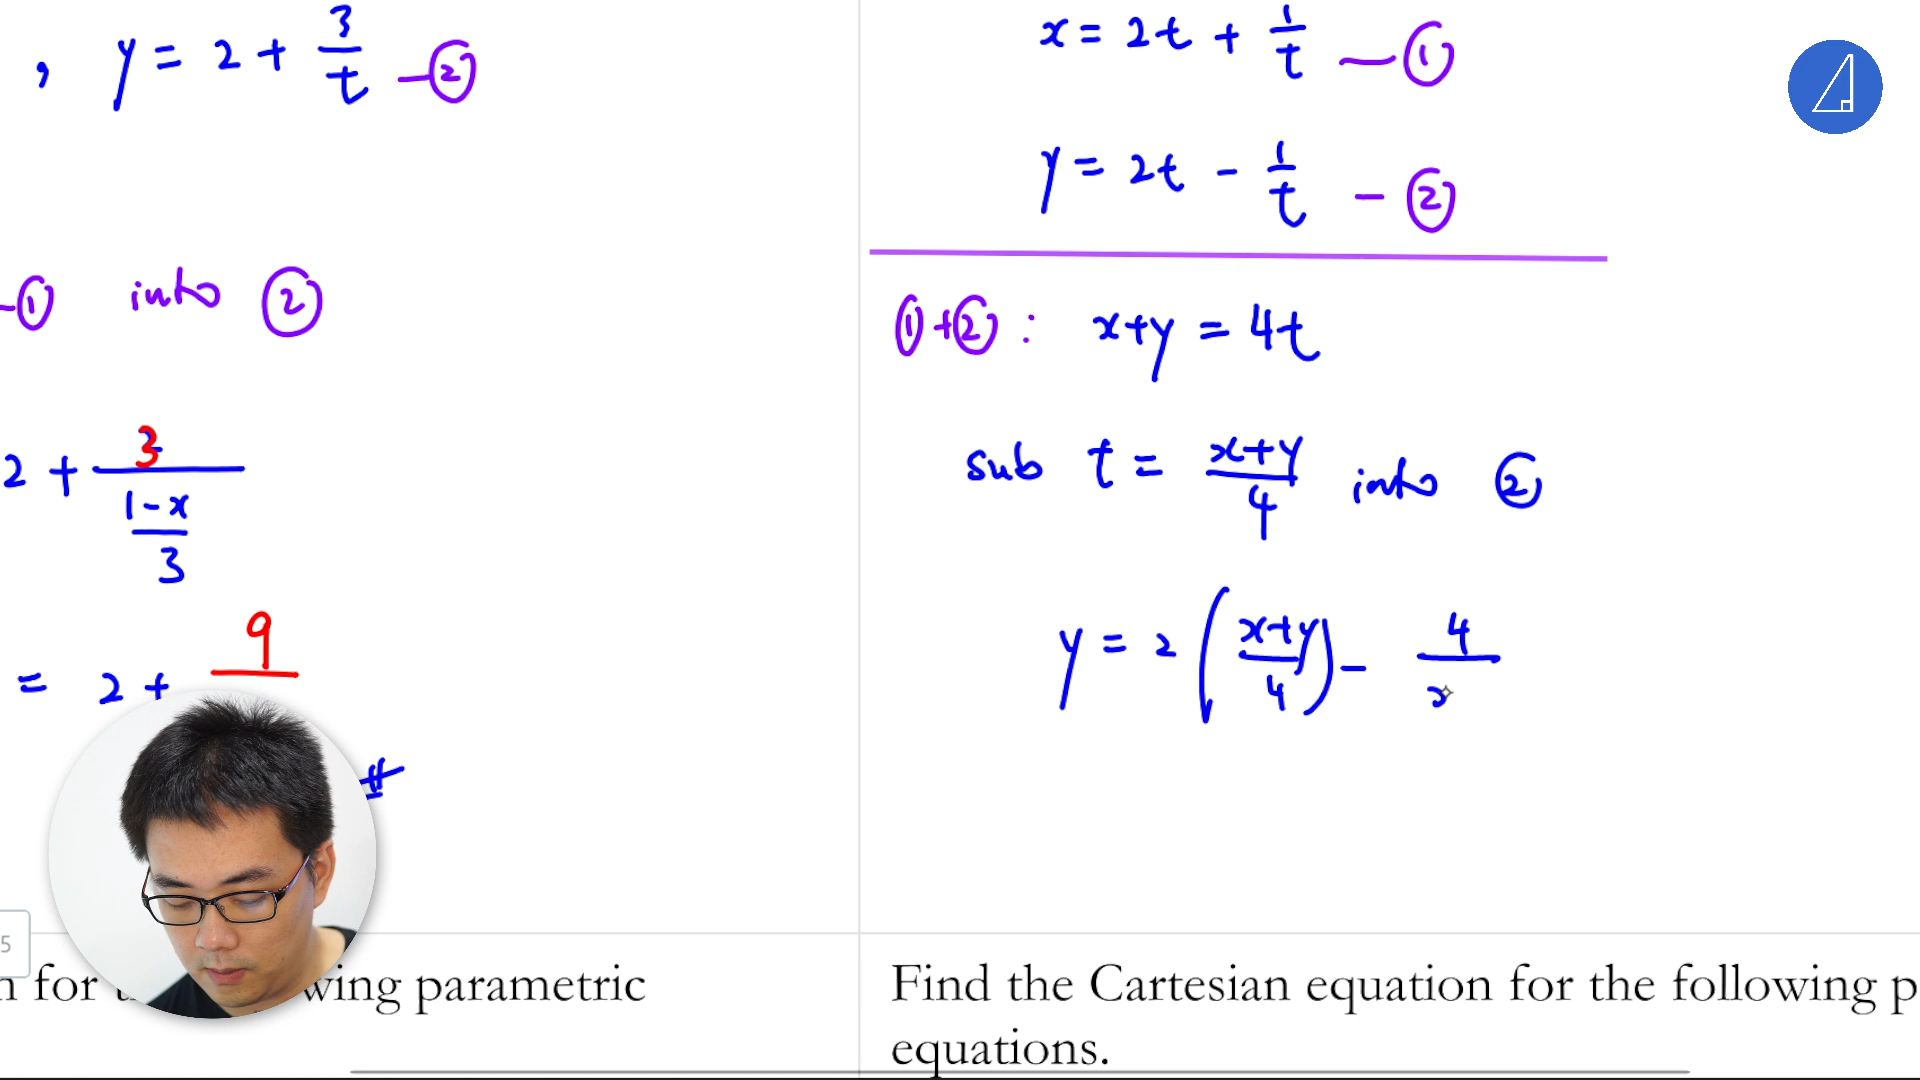 , y = 2 + 3/t —②
—① into ②
2 + 3/((1-x)/3)
= 2 + 9
#
x = 2t + 1/t —①
y = 2t - 1/t - ②
①+②: x+y = 4t
sub t = (x+y)/4 into ②
y = 2((x+y)/4) - 4/x
5
n for wing parametric
Find the Cartesian equation for the following p
equations.